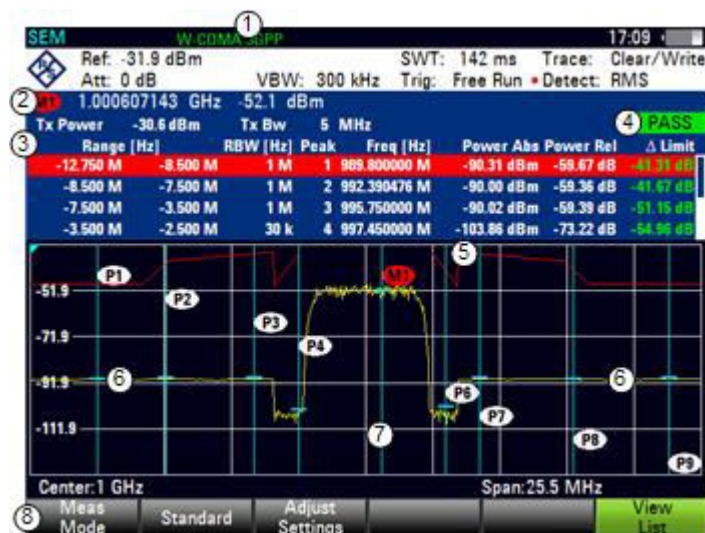 1
SEM W-CDMA 3GPP 17:09
Ref: -31.9 dBm SWT: 142 ms Trace: Clear/Write
Att: 0 dB VBW: 300 kHz Trig: Free Run • Detect: RMS
2 M1 1.000607143 GHz -52.1 dBm
Tx Power -30.6 dBm Tx Bw 5 MHz 4 PASS
3 Range [Hz] RBW [Hz] Peak Freq [Hz] Power Abs Power Rel Δ Limit
-12.750 M -8.500 M 1 M 1 989.800000 M -90.31 dBm -59.67 dB -41.31 dB
-8.500 M -7.500 M 1 M 2 992.390476 M -90.00 dBm -59.36 dB -41.67 dB
-7.500 M -3.500 M 1 M 3 995.750000 M -90.02 dBm -59.39 dB -51.15 dB
-3.500 M -2.500 M 30 k 4 997.450000 M -103.86 dBm -73.22 dB -54.96 dB
5
P1 M1
-51.9 P2
P3
-71.9 P4
-91.9 6 6
P6
P7
-111.9 7 P8
P9
Center:1 GHz Span:25.5 MHz
8 Meas Mode Standard Adjust Settings View List